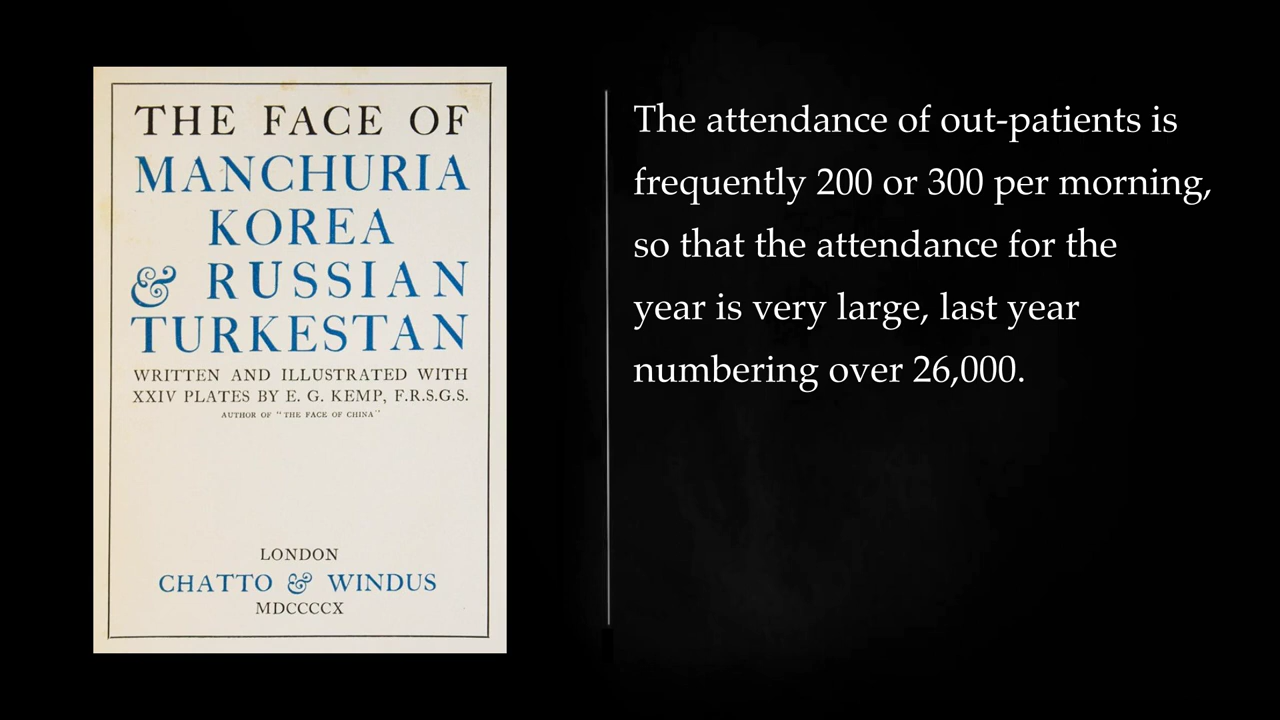 THE FACE OF
MANCHURIA
KOREA
& RUSSIAN
TURKESTAN
WRITTEN AND ILLUSTRATED WITH
XXIV PLATES BY E. G. KEMP, F.R.S.G.S.
AUTHOR OF "THE FACE OF CHINA"
LONDON
CHATTO & WINDUS
MDCCCCX
The attendance of out-patients is
frequently 200 or 300 per morning,
so that the attendance for the
year is very large, last year
numbering over 26,000.